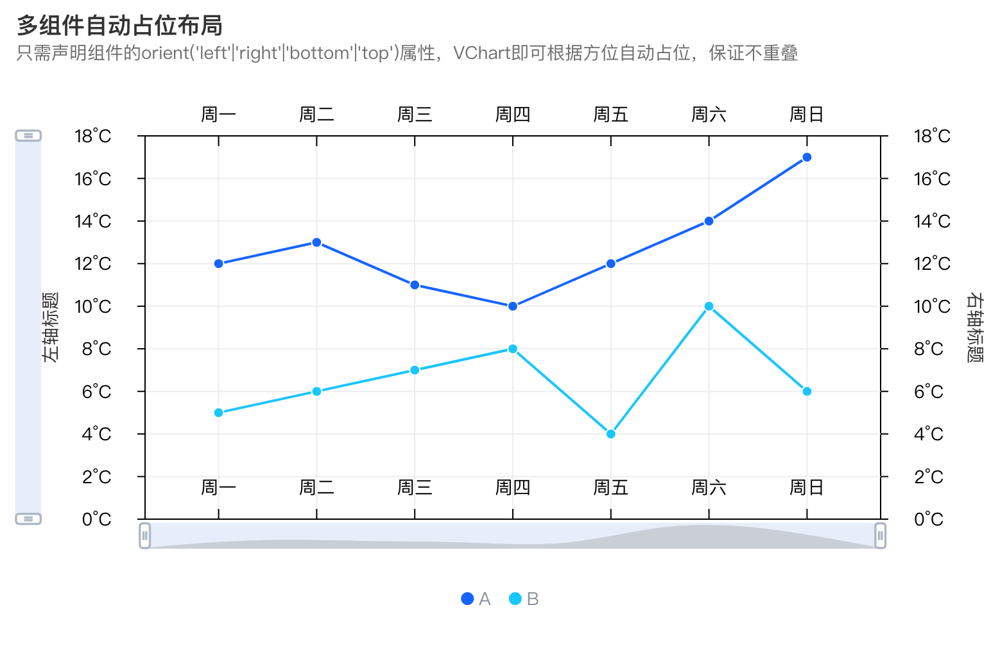 多组件自动占位布局
只需声明组件的orient('left'|'right'|'bottom'|'top')属性，VChart即可根据方位自动占位，保证不重叠
周一 周二 周三 周四 周五 周六 周日
18°C 18°C
16°C 16°C
14°C 14°C
12°C 12°C
10°C 10°C
8°C 8°C
6°C 6°C
4°C 4°C
2°C 2°C
0°C 0°C
左轴标题
右轴标题
周一 周二 周三 周四 周五 周六 周日
A B